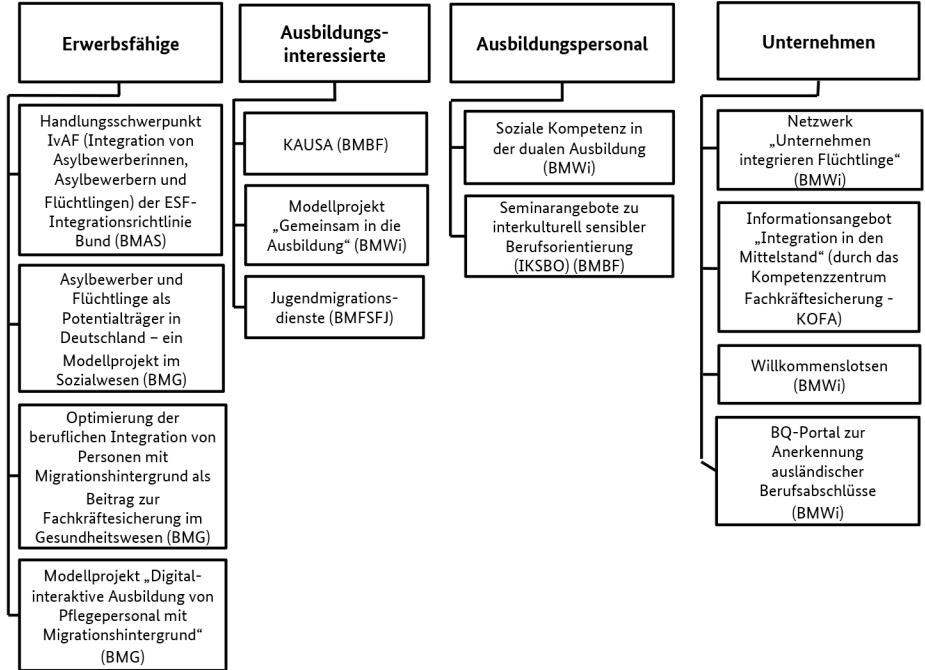 Erwerbsfähige
Handlungsschwerpunkt
IvAF (Integration von
Asylbewerberinnen,
Asylbewerbern und
Flüchtlingen) der ESF-
Integrationsrichtlinie
Bund (BMAS)
Asylbewerber und
Flüchtlinge als
Potentialträger in
Deutschland – ein
Modellprojekt im
Sozialwesen (BMG)
Optimierung der
beruflichen Integration von
Personen mit
Migrationshintergrund als
Beitrag zur
Fachkräftesicherung im
Gesundheitswesen (BMG)
Modellprojekt „Digital-
interaktive Ausbildung von
Pflegepersonal mit
Migrationshintergrund“
(BMG)
Ausbildungs-
interessierte
KAUSA (BMBF)
Modellprojekt
„Gemeinsam in die
Ausbildung“ (BMWi)
Jugendmigrations-
dienste (BMFSFJ)
Ausbildungspersonal
Soziale Kompetenz in
der dualen Ausbildung
(BMWi)
Seminarangebote zu
interkulturell sensibler
Berufsorientierung
(IKSBO) (BMBF)
Unternehmen
Netzwerk
„Unternehmen
integrieren Flüchtlinge“
(BMWi)
Informationsangebot
„Integration in den
Mittelstand“ (durch das
Kompetenzzentrum
Fachkräftesicherung -
KOFA)
Willkommenslotsen
(BMWi)
BQ-Portal zur
Anerkennung
ausländischer
Berufsabschlüsse
(BMWi)